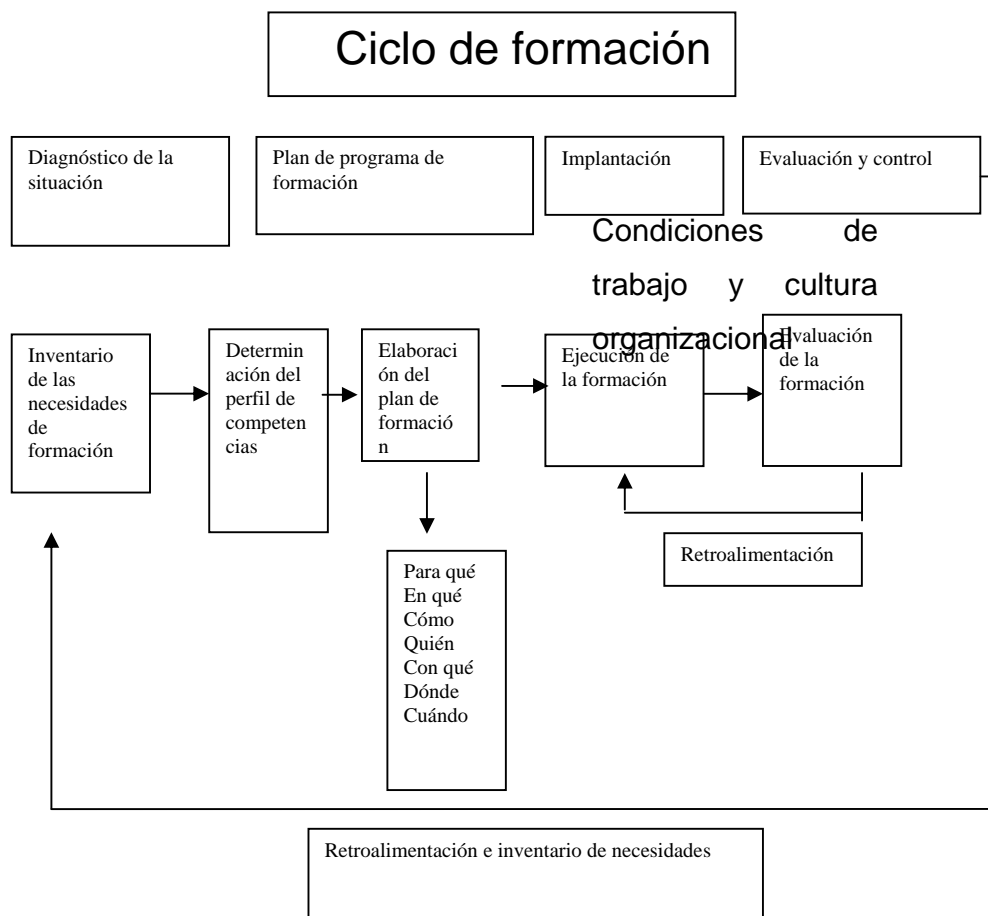 Ciclo de formación
Diagnóstico de la
situación
Plan de programa de
formación
Implantación
Evaluación y control
Condiciones de
trabajo y cultura
organizacional
Inventario
de las
necesidades
de
formación
Determin
ación del
perfil de
competen
cias
Elaboraci
ón del
plan de
formació
n
Ejecución de
la formación
Evaluación
de la
formación
Retroalimentación
Para qué
En qué
Cómo
Quién
Con qué
Dónde
Cuándo
Retroalimentación e inventario de necesidades